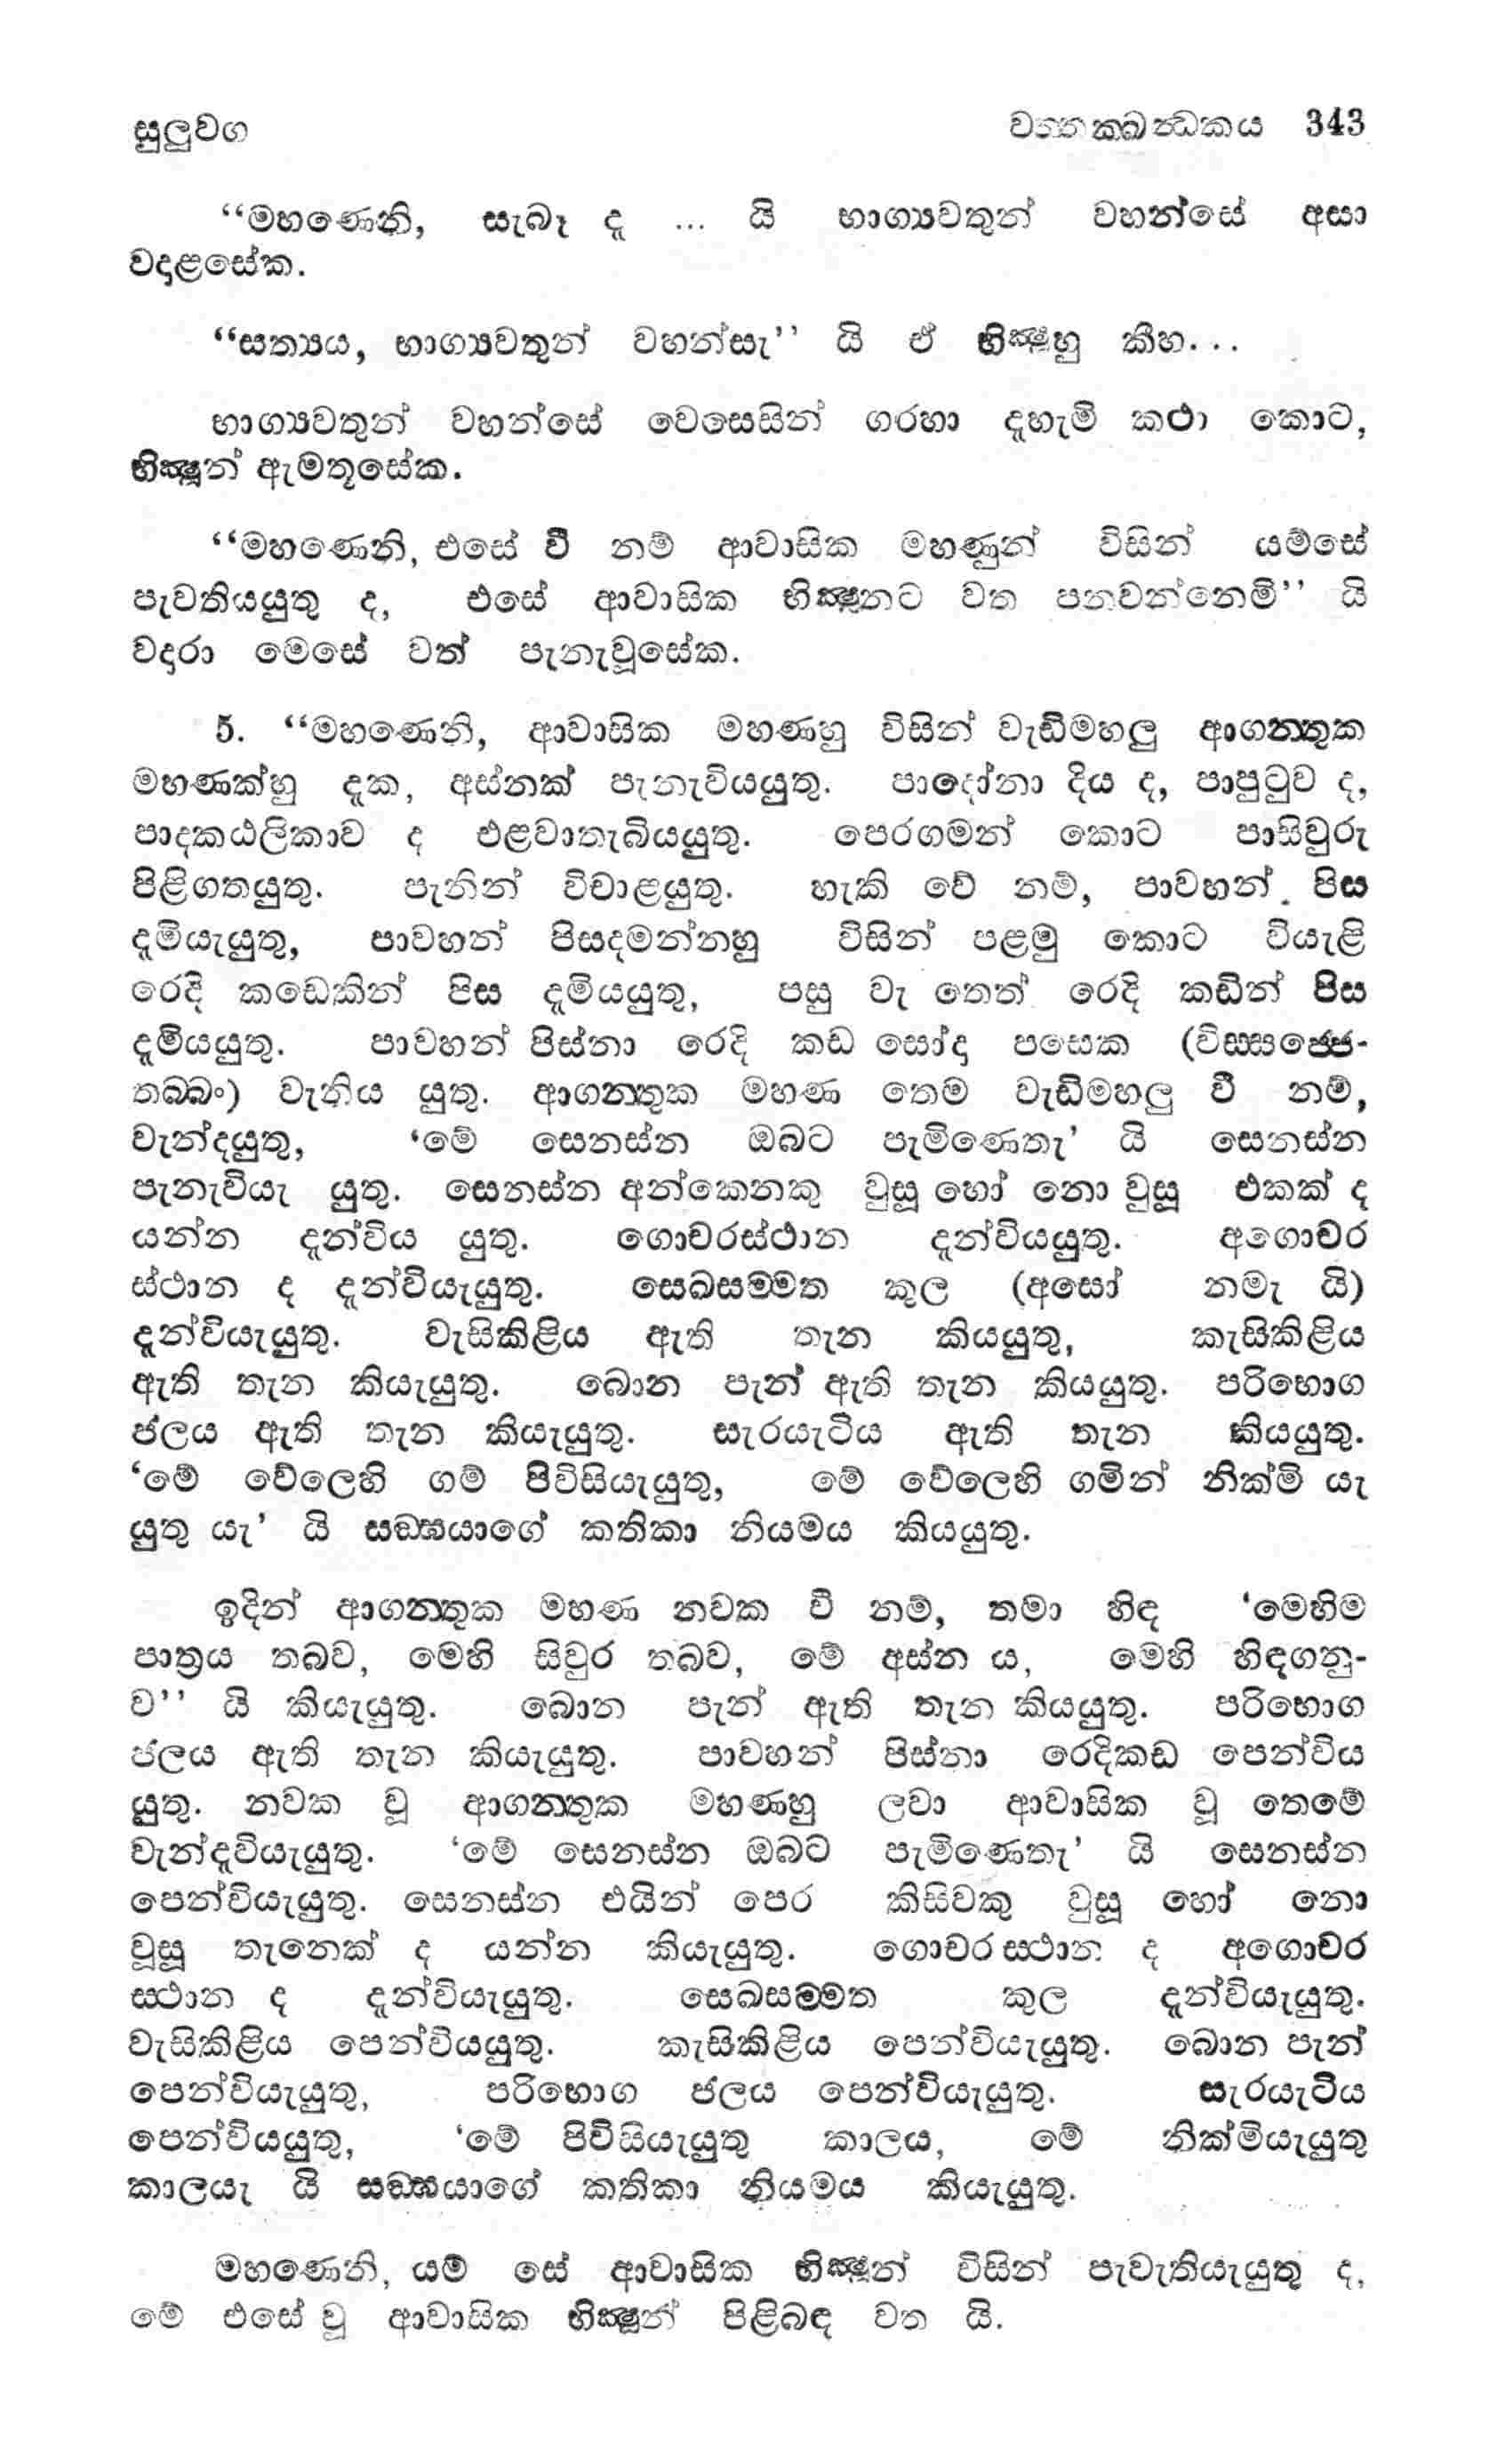 සුලුවග
වත්තක්ඛන්ධකය 343
“මහණෙනි, සැබෑ ද ... යි භාග්‍යවතුන් වහන්සේ අසා
වදාළසේක.
“සත්‍යය, භාග්‍යවතුන් වහන්සැ” යි ඒ භික්‍ෂුහු කීහ...
භාග්‍යවතුන් වහන්සේ වෙසෙසින් ගරහා දැහැමි කථා කොට,
භික්‍ෂූන් ඇමතූසේක.
“මහණෙනි, එසේ වී නම් ආවාසික මහණුන් විසින් යම්සේ
පැවතියයුතු ද, එසේ ආවාසික භික්‍ෂූනට වත පනවන්නෙමි” යි
වදාරා මෙසේ වත් පැනැවූසේක.
5. “මහණෙනි, ආවාසික මහණහු විසින් වැඩිමහලු ආගන්තුක
මහණක්හු දැක, අස්නක් පැනැවියයුතු. පාදෝනා දිය ද, පාපුටුව ද,
පාදකඨලිකාව ද එළවාතැබියයුතු. පෙරගමන් කොට පාසිවුරු
පිළිගතයුතු. පැනින් විචාළයුතු. හැකි වේ නම්, පාවහන් පිස
දැමියැයුතු, පාවහන් පිසදමන්නහු විසින් පළමු කොට වියැළි
රෙදි කඩෙකින් පිස දැමියයුතු, පසු වැ තෙත් රෙදි කඩින් පිස
දැමියයුතු. පාවහන් පිස්නා රෙදි කඩ සෝදා පසෙක (විස්සජ්ජෙ-
තබ්බං) වැනිය යුතු. ආගන්තුක මහණ තෙම වැඩිමහලු වී නම්,
වැන්දයුතු, ‘මේ සෙනස්න ඔබට පැමිණෙතැ’ යි සෙනස්න
පැනැවියැ යුතු. සෙනස්න අන්කෙනකු වුසූ හෝ නො වුසූ එකක් ද
යන්න දැන්විය යුතු. ගොචරස්ථාන දැන්වියයුතු. අගොචර
ස්ථාන ද දැන්වියැයුතු. සෙඛසම්මත කුල (අසෝ නමැ යි)
දැන්වියැයුතු. වැසිකිළිය ඇති තැන කියයුතු, කැසිකිළිය
ඇති තැන කියැයුතු. බොන පැන් ඇති තැන කියයුතු. පරිභොග
ජලය ඇති තැන කියැයුතු. සැරයැටිය ඇති තැන කියයුතු.
‘මේ වේලෙහි ගම් පිවිසියැයුතු, මේ වේලෙහි ගමින් නික්මි යැ
යුතු යැ’ යි සඞ්ඝයාගේ කතිකා නියමය කියයුතු.
ඉදින් ආගන්තුක මහණ නවක වී නම්, තමා හිඳ ‘මෙහිම
පාත්‍රය තබව, මෙහි සිවුර තබව, මේ අස්න ය, මෙහි හිඳගනු-
ව” යි කියැයුතු. බොන පැන් ඇති තැන කියයුතු. පරිභොග
ජලය ඇති තැන කියැයුතු. පාවහන් පිස්නා රෙදිකඩ පෙන්විය
යුතු. නවක වූ ආගන්තුක මහණහු ලවා ආවාසික වූ තෙමේ
වැන්දැවියැයුතු. ‘මේ සෙනස්න ඔබට පැමිණෙතැ’ යි සෙනස්න
පෙන්වියැයුතු. සෙනස්න එයින් පෙර කිසිවකු වුසූ හෝ නො
වූසූ තැනෙක් ද යන්න කියැයුතු. ගොචර ස්ථාන ද අගොචර
ස්ථාන ද දැන්වියැයුතු. සෙඛසම්මත කුල දැන්වියැයුතු.
වැසිකිළිය පෙන්වියයුතු. කැසිකිළිය පෙන්වියැයුතු. බොන පැන්
පෙන්වියැයුතු, පරිභොග ජලය පෙන්වියැයුතු. සැරයැටිය
පෙන්වියයුතු, ‘මේ පිවිසියැයුතු කාලය, මේ නික්මියැයුතු
කාලයැ යි සඞ්ඝයාගේ කතිකා නියමය කියැයුතු.
මහණෙනි, යම් සේ ආවාසික භික්‍ෂූන් විසින් පැවැතියැයුතු ද,
මේ එසේ වූ ආවාසික භික්‍ෂූන් පිළිබඳ වත යි.